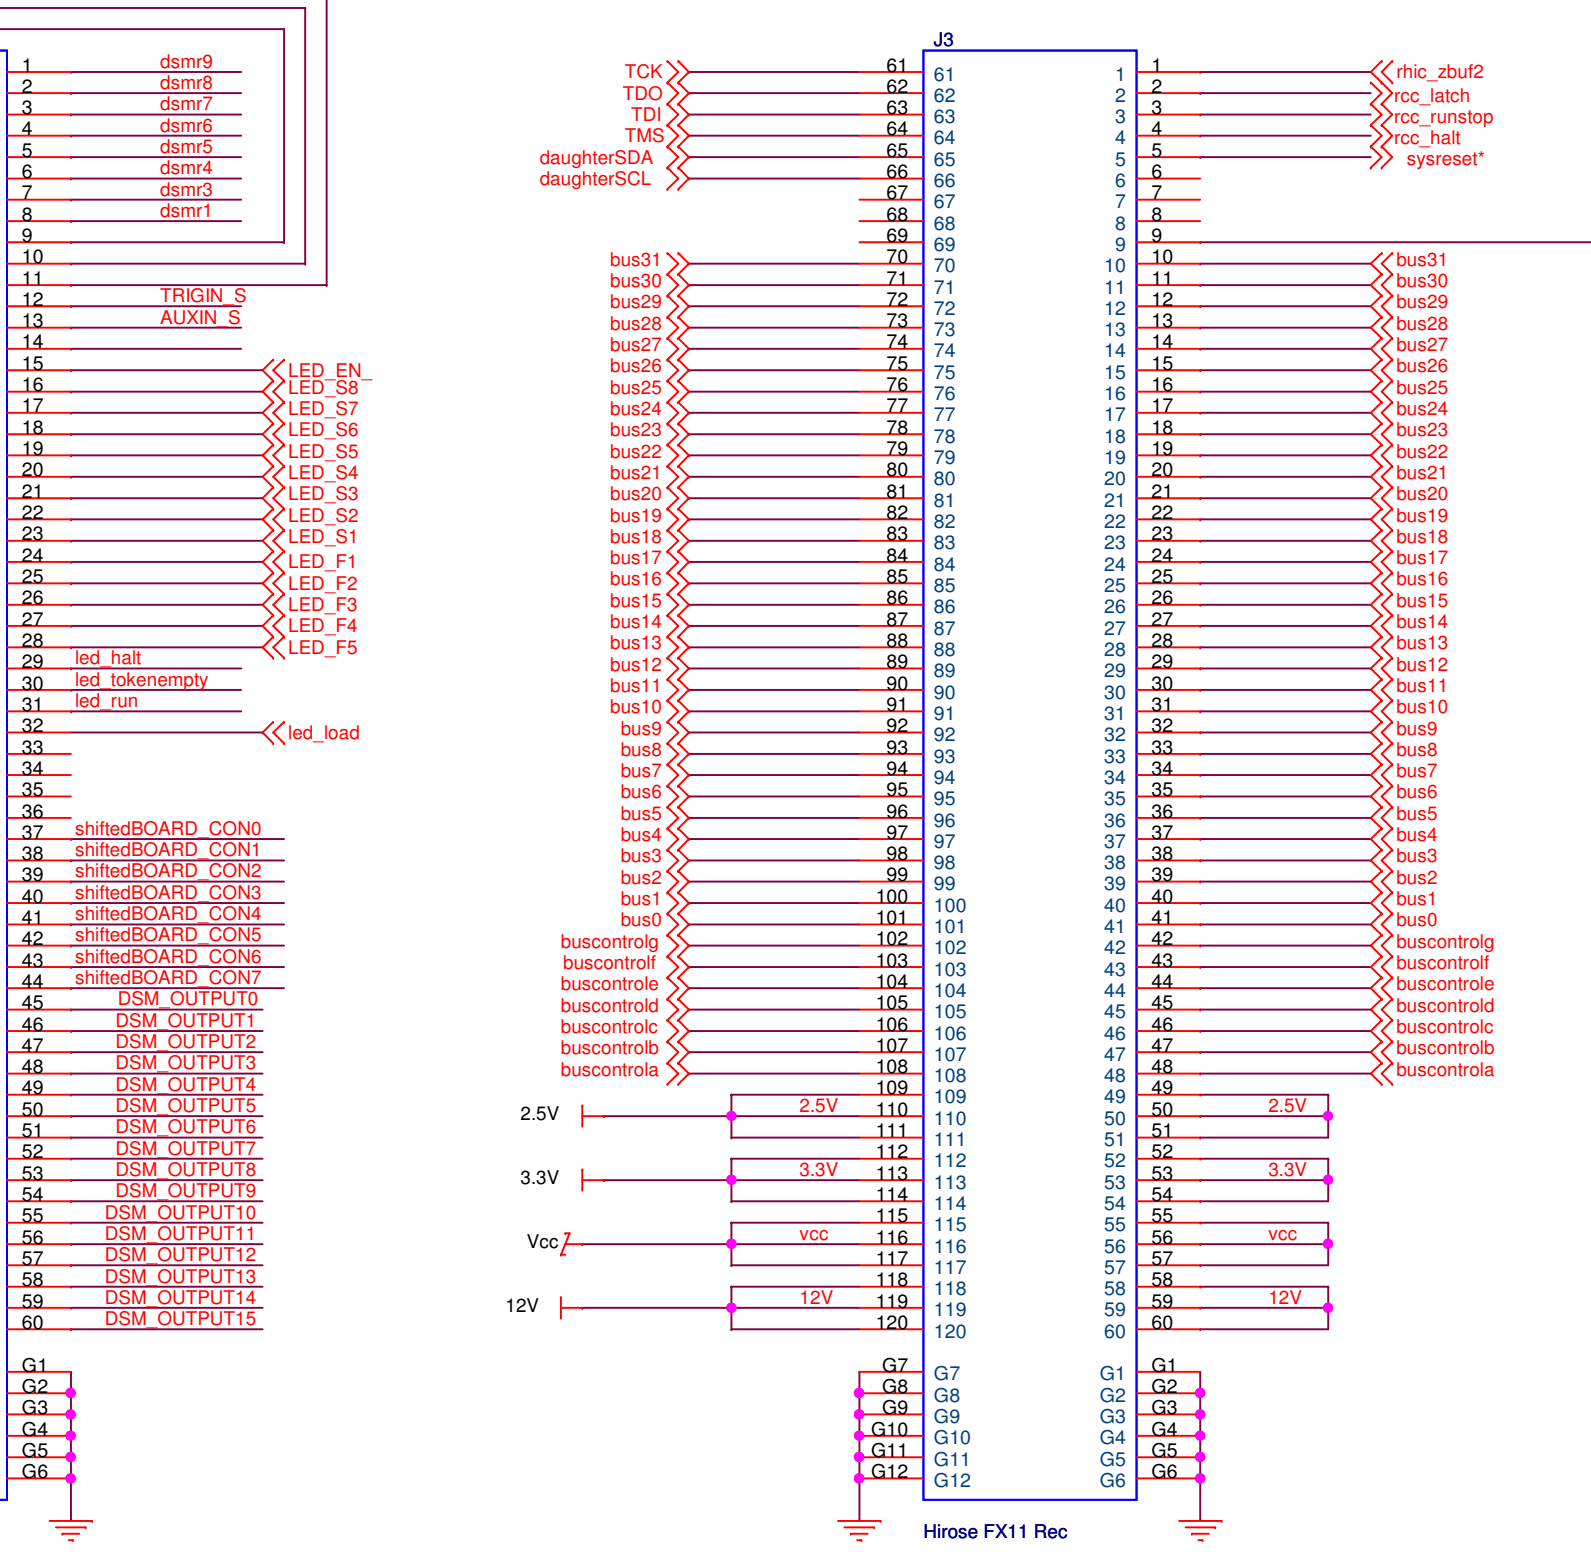 J3
1 dsmr9 TCK 61 61 1 1 rhic_zbuf2
2 dsmr8 TDO 62 62 2 2 rcc_latch
3 dsmr7 TDI 63 63 3 3 rcc_runstop
4 dsmr6 TMS 64 64 4 4 rcc_halt
5 dsmr5 daughterSDA 65 65 5 5 sysreset*
6 dsmr4 daughterSCL 66 66 6 6
7 dsmr3 67 67 7 7
8 dsmr1 68 68 8 8
9 69 69 9 9
10 bus31 70 70 10 10 bus31
11 bus30 71 71 11 11 bus30
12 TRIGIN_S bus29 72 72 12 12 bus29
13 AUXIN_S bus28 73 73 13 13 bus28
14 bus27 74 74 14 14 bus27
15 LED_EN_ bus26 75 75 15 15 bus26
16 LED_S8 bus25 76 76 16 16 bus25
17 LED_S7 bus24 77 77 17 17 bus24
18 LED_S6 bus23 78 78 18 18 bus23
19 LED_S5 bus22 79 79 19 19 bus22
20 LED_S4 bus21 80 80 20 20 bus21
21 LED_S3 bus20 81 81 21 21 bus20
22 LED_S2 bus19 82 82 22 22 bus19
23 LED_S1 bus18 83 83 23 23 bus18
24 LED_F1 bus17 84 84 24 24 bus17
25 LED_F2 bus16 85 85 25 25 bus16
26 LED_F3 bus15 86 86 26 26 bus15
27 LED_F4 bus14 87 87 27 27 bus14
28 LED_F5 bus13 88 88 28 28 bus13
29 led_halt bus12 89 89 29 29 bus12
30 led_tokenempty bus11 90 90 30 30 bus11
31 led_run bus10 91 91 31 31 bus10
32 led_load bus9 92 92 32 32 bus9
33 bus8 93 93 33 33 bus8
34 bus7 94 94 34 34 bus7
35 bus6 95 95 35 35 bus6
36 bus5 96 96 36 36 bus5
37 shiftedBOARD_CON0 bus4 97 97 37 37 bus4
38 shiftedBOARD_CON1 bus3 98 98 38 38 bus3
39 shiftedBOARD_CON2 bus2 99 99 39 39 bus2
40 shiftedBOARD_CON3 bus1 100 100 40 40 bus1
41 shiftedBOARD_CON4 bus0 101 101 41 41 bus0
42 shiftedBOARD_CON5 buscontrolg 102 102 42 42 buscontrolg
43 shiftedBOARD_CON6 buscontrolf 103 103 43 43 buscontrolf
44 shiftedBOARD_CON7 buscontrole 104 104 44 44 buscontrole
45 DSM_OUTPUT0 buscontrold 105 105 45 45 buscontrold
46 DSM_OUTPUT1 buscontrolc 106 106 46 46 buscontrolc
47 DSM_OUTPUT2 buscontrolb 107 107 47 47 buscontrolb
48 DSM_OUTPUT3 buscontrola 108 108 48 48 buscontrola
49 DSM_OUTPUT4 109 109 49 49
50 DSM_OUTPUT5 2.5V 2.5V 110 110 50 50 2.5V
51 DSM_OUTPUT6 111 111 51 51
52 DSM_OUTPUT7 112 112 52 52
53 DSM_OUTPUT8 3.3V 3.3V 113 113 53 53 3.3V
54 DSM_OUTPUT9 114 114 54 54
55 DSM_OUTPUT10 115 115 55 55
56 DSM_OUTPUT11 Vcc vcc 116 116 56 56 vcc
57 DSM_OUTPUT12 117 117 57 57
58 DSM_OUTPUT13 118 118 58 58
59 DSM_OUTPUT14 12V 12V 119 119 59 59 12V
60 DSM_OUTPUT15 120 120 60 60
G1 G7 G7 G1 G1
G2 G8 G8 G2 G2
G3 G9 G9 G3 G3
G4 G10 G10 G4 G4
G5 G11 G11 G5 G5
G6 G12 G12 G6 G6
Hirose FX11 Rec